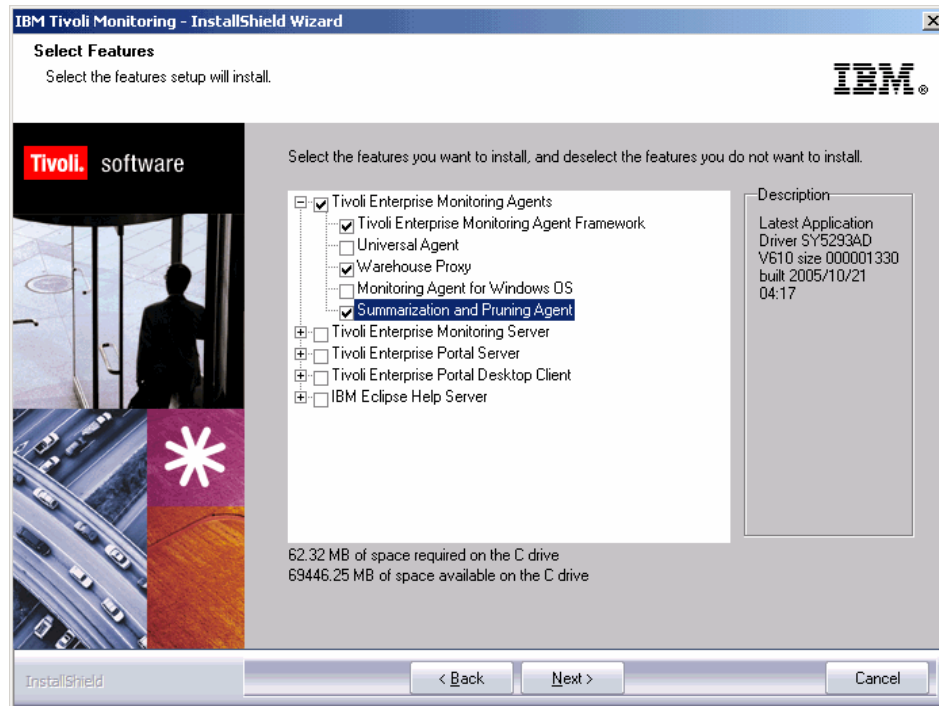 IBM Tivoli Monitoring - InstallShield Wizard
Select Features
Select the features setup will install.
IBM®
Tivoli. software
Select the features you want to install, and deselect the features you do not want to install.
Tivoli Enterprise Monitoring Agents
Tivoli Enterprise Monitoring Agent Framework
Universal Agent
Warehouse Proxy
Monitoring Agent for Windows OS
Summarization and Pruning Agent
Tivoli Enterprise Monitoring Server
Tivoli Enterprise Portal Server
Tivoli Enterprise Portal Desktop Client
IBM Eclipse Help Server
Description
Latest Application
Driver SY5293AD
V610 size 000001330
built 2005/10/21
04:17
62.32 MB of space required on the C drive
69446.25 MB of space available on the C drive
InstallShield
< Back
Next >
Cancel